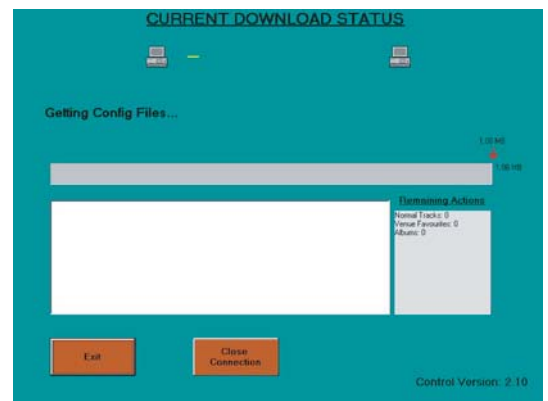 CURRENT DOWNLOAD STATUS
Getting Config Files...
1.00 MB
1.00 MB
Remaining Actions
Normal Tracks: 0
Venue Favourites: 0
Albums: 0
Exit
Close
Connection
Control Version: 2.10